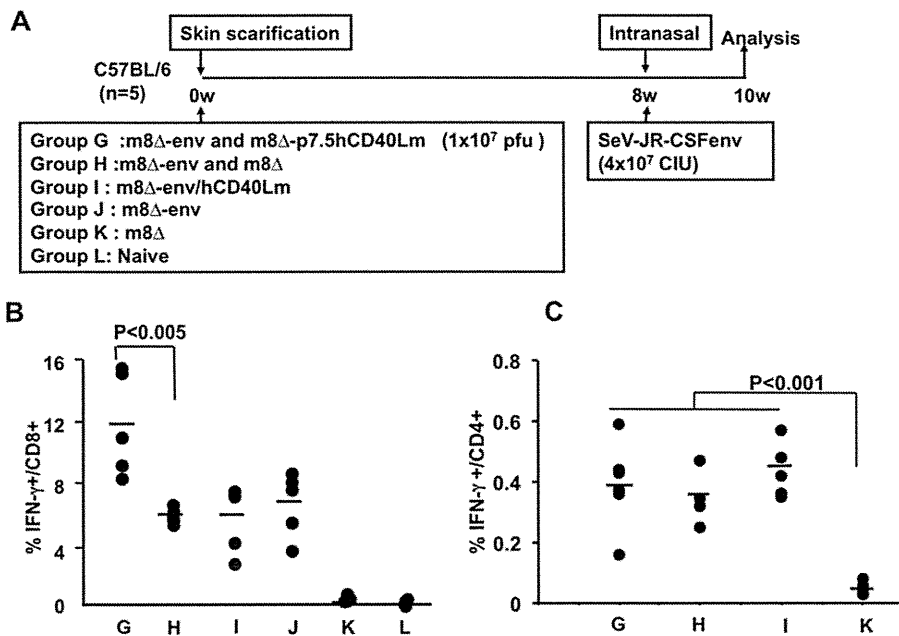 A
Skin scarification
Intranasal
Analysis
C57BL/6
(n=5)
0w
8w
10w
Group G :m8Δ-env and m8Δ-p7.5hCD40Lm (1x10⁷ pfu )
Group H :m8Δ-env and m8Δ
Group I : m8Δ-env/hCD40Lm
Group J : m8Δ-env
Group K : m8Δ
Group L: Naive
SeV-JR-CSFenv
(4x10⁷ CIU)
B
P<0.005
% IFN-γ+/CD8+
16
12
8
4
0
G H I J K L
C
P<0.001
% IFN-γ +/CD4+
0.8
0.6
0.4
0.2
0
G H I K